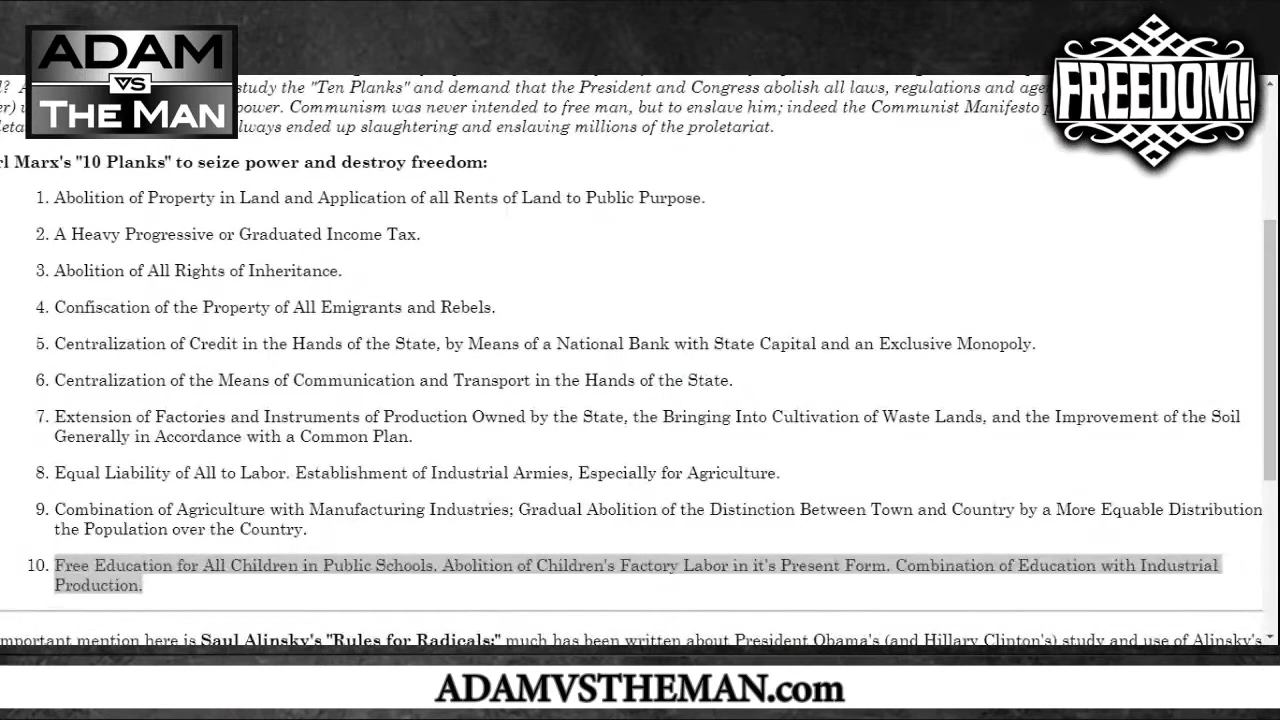 ADAM
VS
THE MAN
FREEDOM!
study the "Ten Planks" and demand that the President and Congress abolish all laws, regulations and
power. Communism was never intended to free man, but to enslave him; indeed the Communist Manifesto
always ended up slaughtering and enslaving millions of the proletariat.
Marx's "10 Planks" to seize power and destroy freedom:
1. Abolition of Property in Land and Application of all Rents of Land to Public Purpose.
2. A Heavy Progressive or Graduated Income Tax.
3. Abolition of All Rights of Inheritance.
4. Confiscation of the Property of All Emigrants and Rebels.
5. Centralization of Credit in the Hands of the State, by Means of a National Bank with State Capital and an Exclusive Monopoly.
6. Centralization of the Means of Communication and Transport in the Hands of the State.
7. Extension of Factories and Instruments of Production Owned by the State, the Bringing Into Cultivation of Waste Lands, and the Improvement of the Soil
Generally in Accordance with a Common Plan.
8. Equal Liability of All to Labor. Establishment of Industrial Armies, Especially for Agriculture.
9. Combination of Agriculture with Manufacturing Industries; Gradual Abolition of the Distinction Between Town and Country by a More Equable Distribution
the Population over the Country.
10. Free Education for All Children in Public Schools. Abolition of Children's Factory Labor in it's Present Form. Combination of Education with Industrial
Production.
important mention here is Saul Alinsky's "Rules for Radicals:" much has been written about President Obama's (and Hillary Clinton's) study and use of Alinsky's
ADAMVSTHEMAN.com